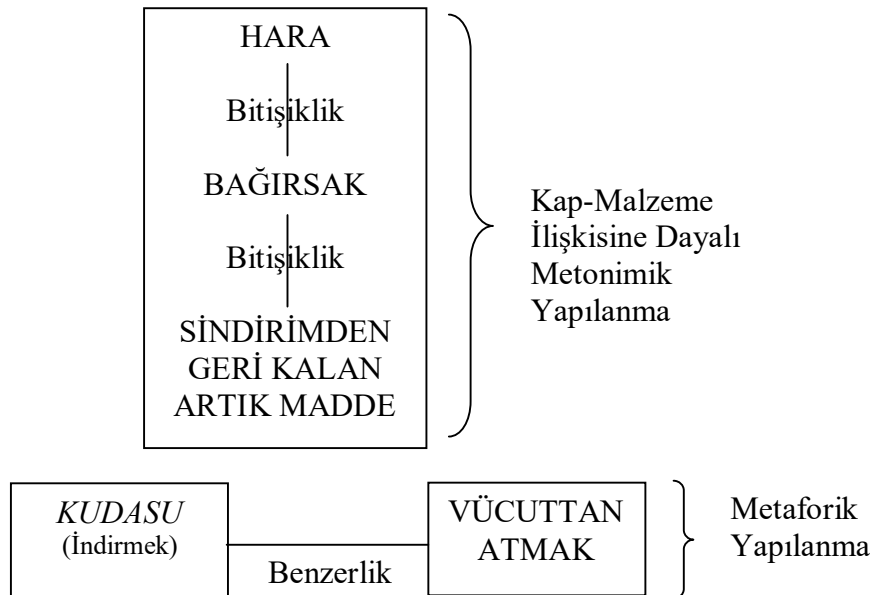 HARA
Bitişiklik
BAĞIRSAK
Bitişiklik
SİNDİRİMDEN
GERİ KALAN
ARTIK MADDE
Kap-Malzeme
İlişkisine Dayalı
Metonimik
Yapılanma
KUDASU
(İndirmek)
Benzerlik
VÜCUTTAN
ATMAK
Metaforik
Yapılanma